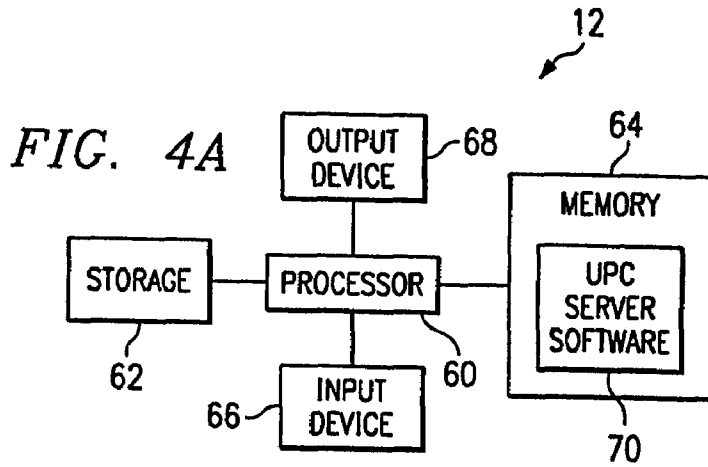 12
FIG. 4A
OUTPUT
DEVICE
68
64
MEMORY
STORAGE
62
PROCESSOR
60
UPC
SERVER
SOFTWARE
70
66
INPUT
DEVICE